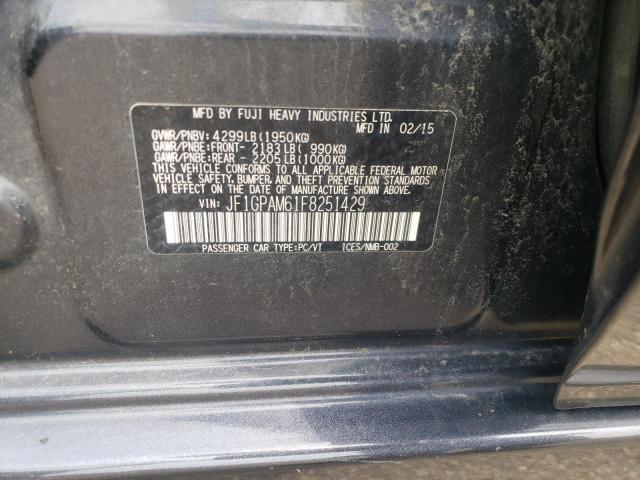 MFD BY FUJI HEAVY INDUSTRIES LTD.
MFD IN 02/15
GVWR/PNBV: 4299LB(1950KG)
GAWR/PNBE:FRONT- 2183LB( 990KG)
GAWR/PNBE:REAR - 2205LB(1000KG)
THIS VEHICLE CONFORMS TO ALL APPLICABLE FEDERAL MOTOR
VEHICLE SAFETY, BUMPER, AND THEFT PREVENTION STANDARDS
IN EFFECT ON THE DATE OF MANUFACTURE SHOWN ABOVE.
VIN: JF1GPAM61F8251429
PASSENGER CAR TYPE:PC/VT ICES/NMB-002